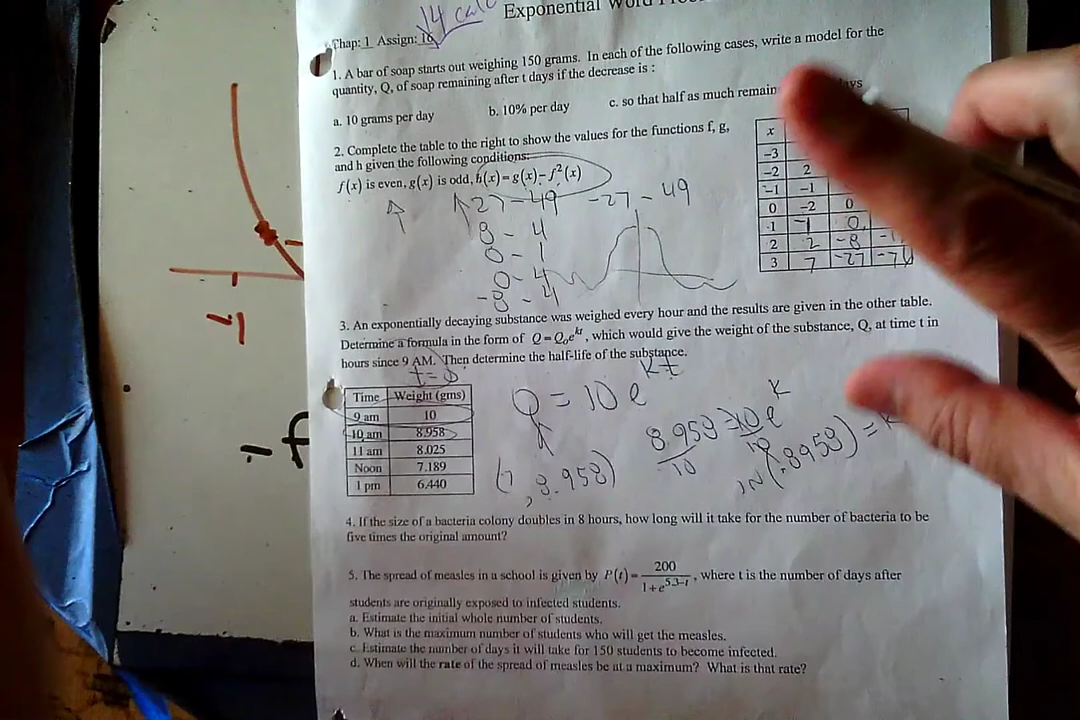 14 calc
Exponential
Chap: 1 Assign: 16
1. A bar of soap starts out weighing 150 grams. In each of the following cases, write a model for the
quantity, Q, of soap remaining after t days if the decrease is :
a. 10 grams per day b. 10% per day c. so that half as much remain
2. Complete the table to the right to show the values for the functions f, g,
and h given the following conditions:
f(x) is even, g(x) is odd, h(x) = g(x) - f²(x)
x
-3
-2 2
-1 -1
0 -2 0
1 -1 0
2 2 -8
3 7 -27 -76
27-49 -27-49
8 - 4
0 - 1
0 - 4
-8 - 4
3. An exponentially decaying substance was weighed every hour and the results are given in the other table.
Determine a formula in the form of Q = Q₀e^{kt}, which would give the weight of the substance, Q, at time t in
hours since 9 AM. Then determine the half-life of the substance.
t = 0
Time Weight (gms)
9 am 10
10 am 8.958
11 am 8.025
Noon 7.189
1 pm 6.440
Q = 10 e^{kt}
(1, 8.958)
8.958 = 10 e^{k}
10 10
ln(.8958) = k
4. If the size of a bacteria colony doubles in 8 hours, how long will it take for the number of bacteria to be
five times the original amount?
5. The spread of measles in a school is given by P(t) = 200 / (1+e^{5.3-t}), where t is the number of days after
students are originally exposed to infected students.
a. Estimate the initial whole number of students.
b. What is the maximum number of students who will get the measles.
c. Estimate the number of days it will take for 150 students to become infected.
d. When will the rate of the spread of measles be at a maximum? What is that rate?